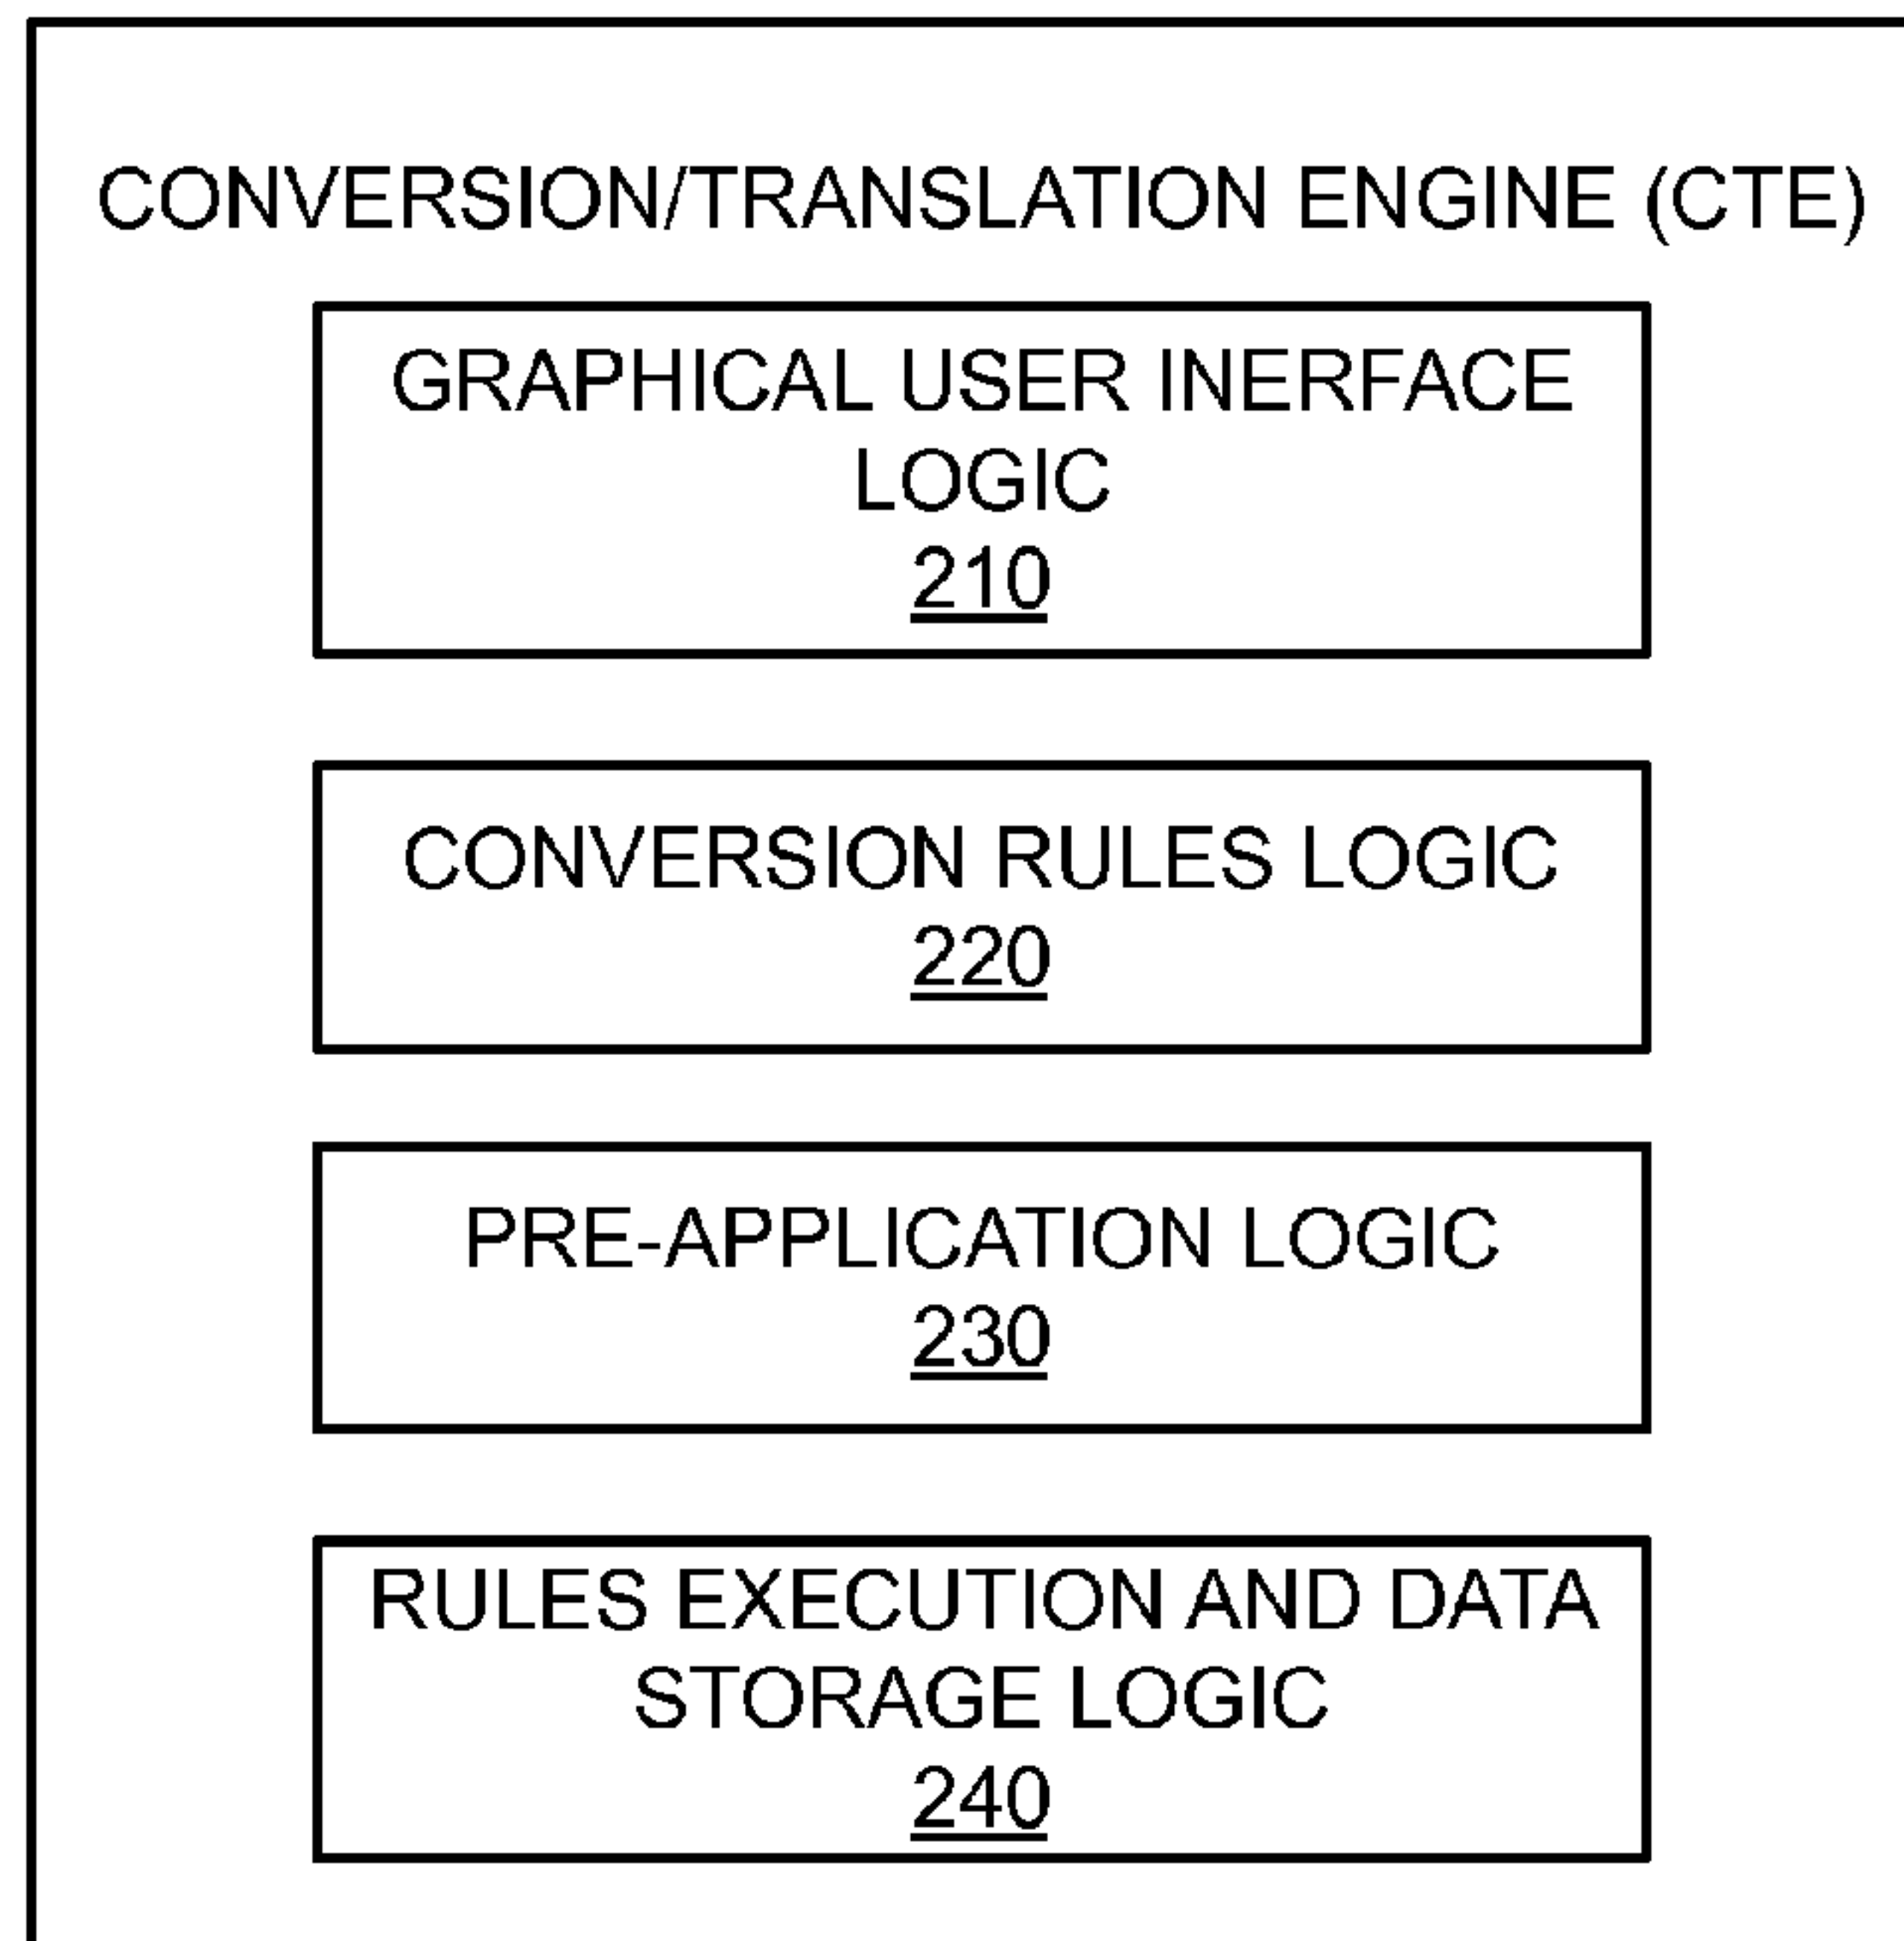 CONVERSION/TRANSLATION ENGINE (CTE)
GRAPHICAL USER INERFACE
LOGIC
210
CONVERSION RULES LOGIC
220
PRE-APPLICATION LOGIC
230
RULES EXECUTION AND DATA
STORAGE LOGIC
240